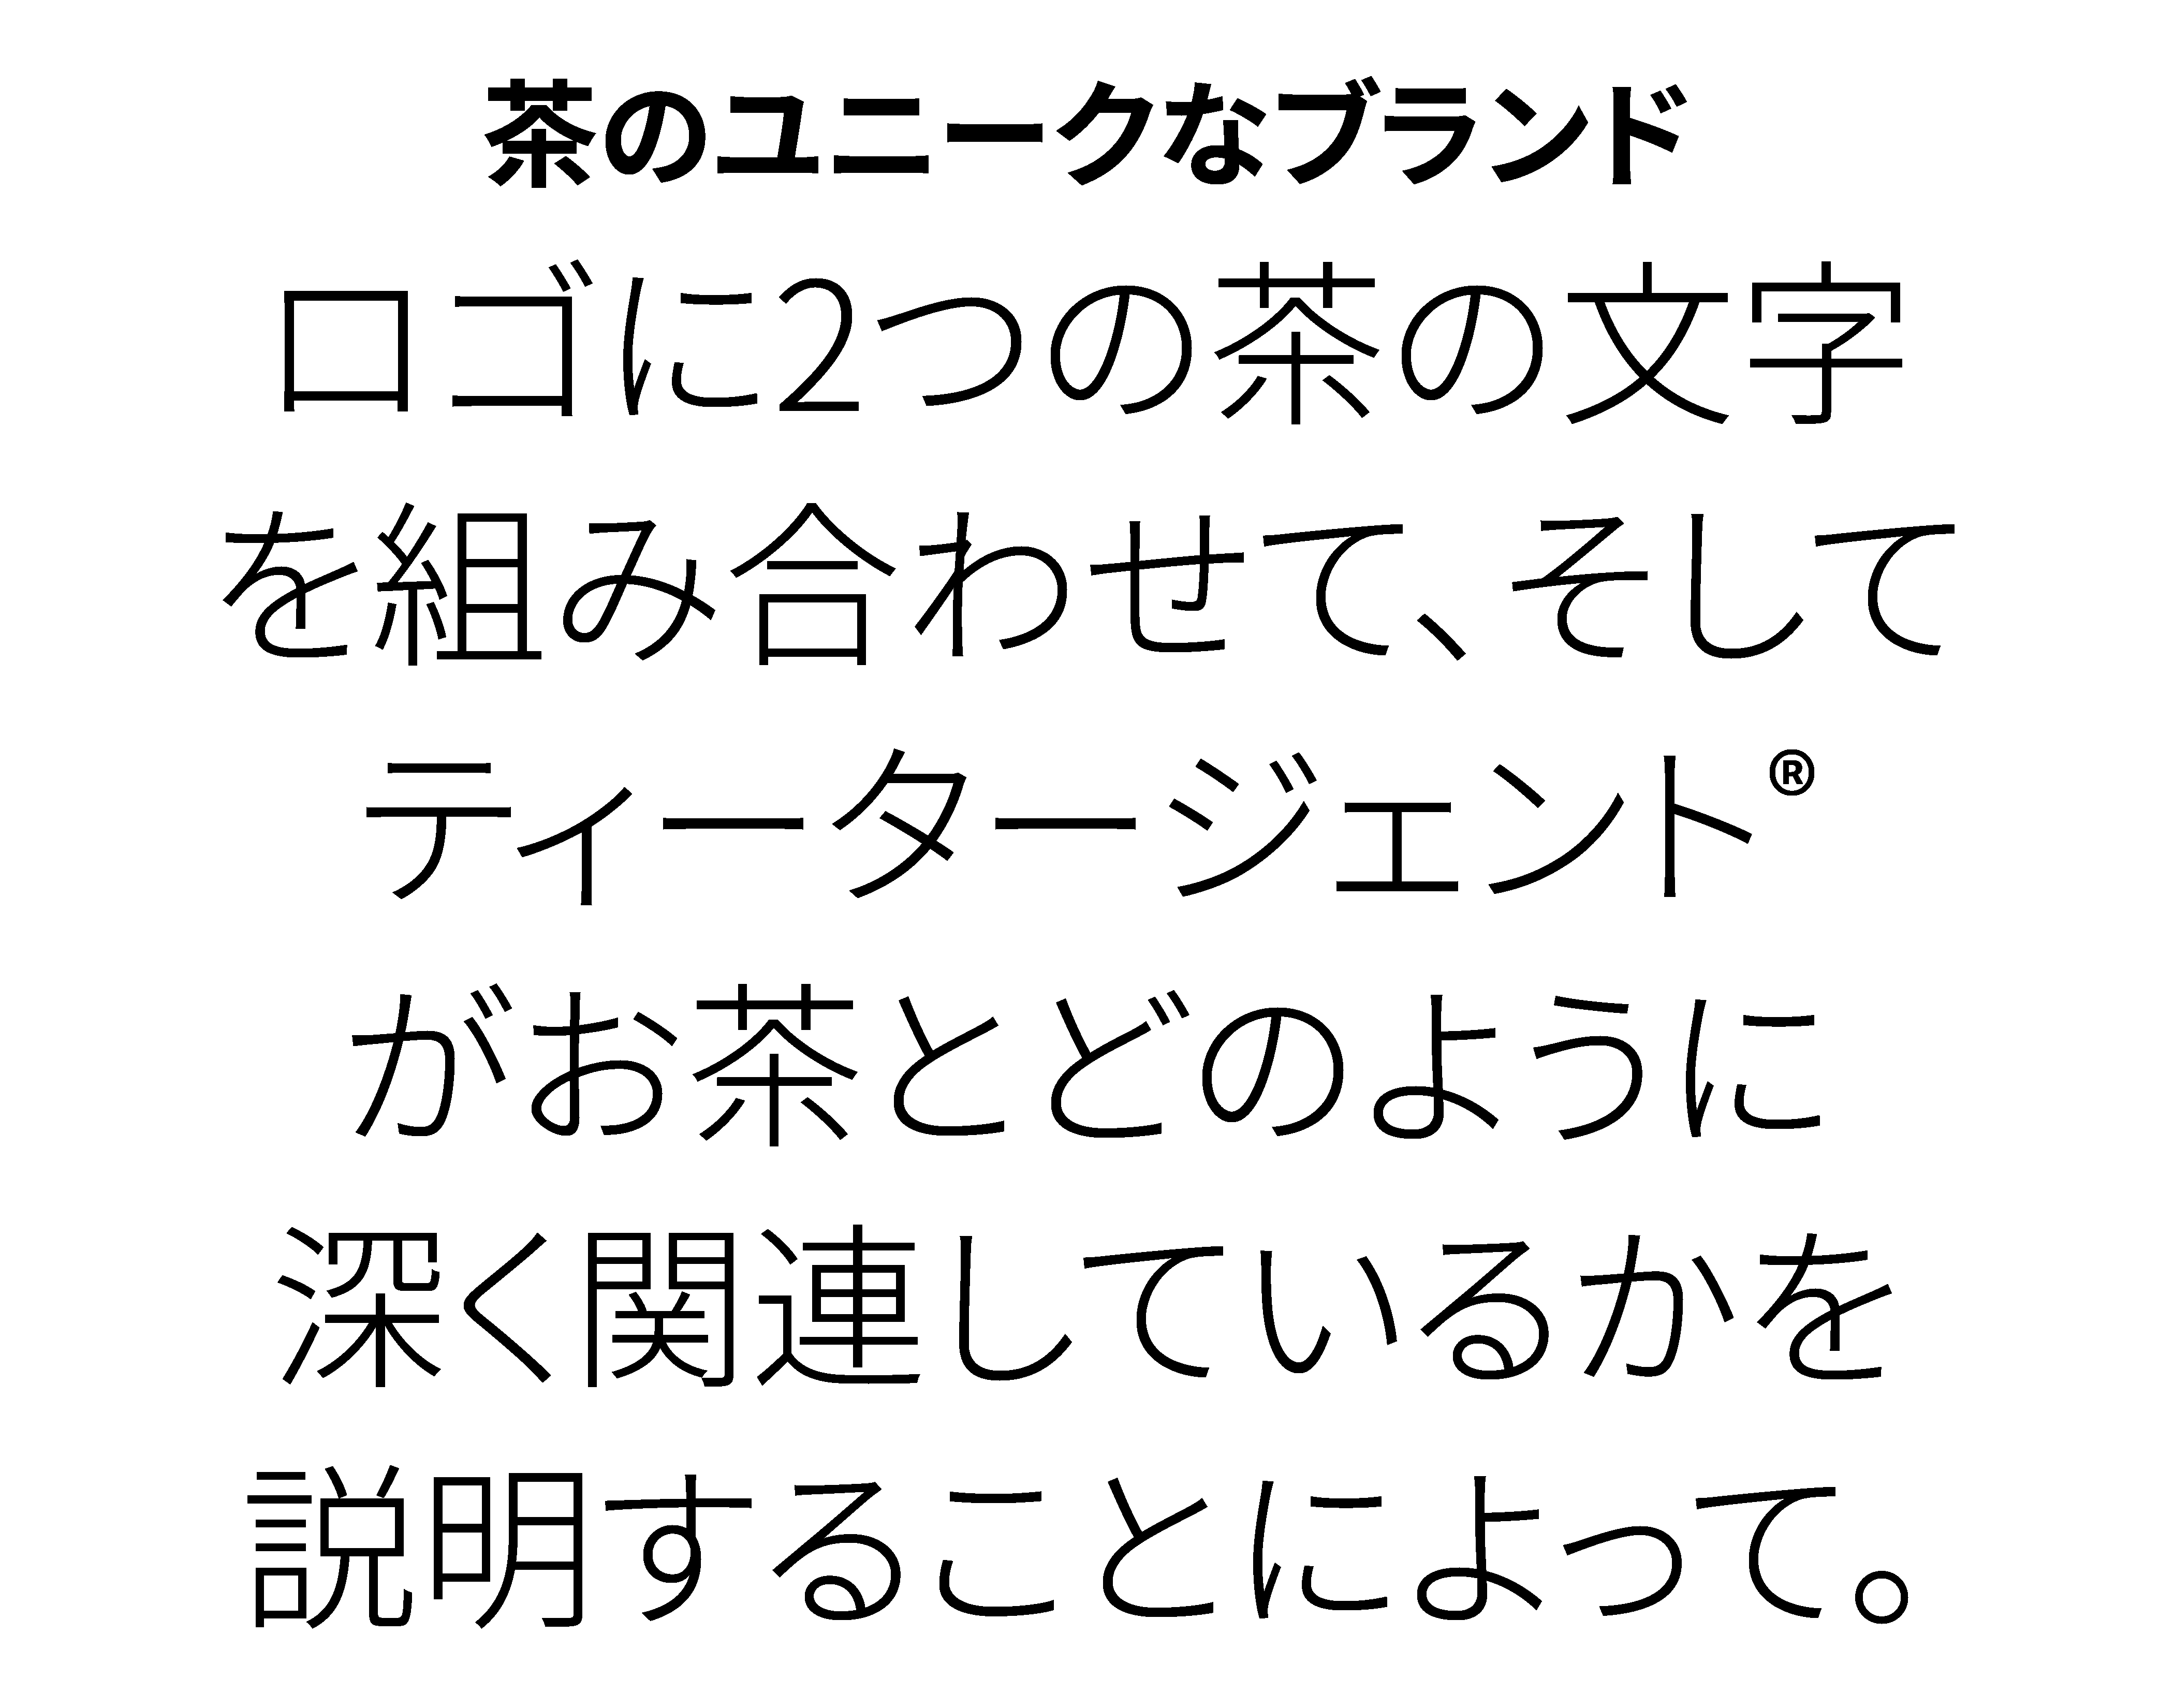 茶のユニークなブランド
ロゴに2つの茶の文字
を組み合わせて、そして
ティータージェント®
がお茶とどのように
深く関連しているかを
説明することによって。